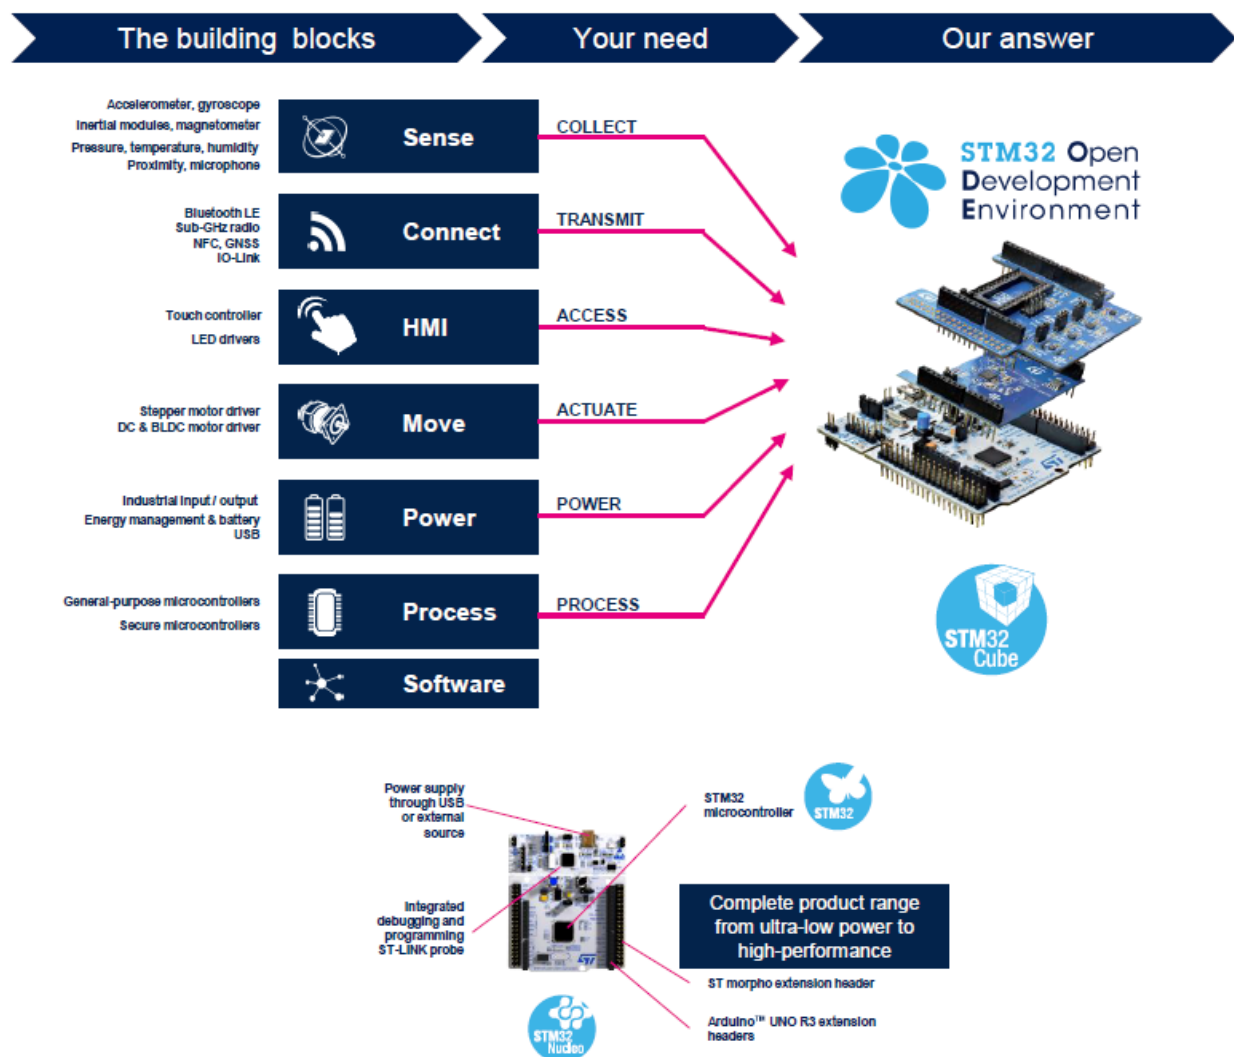 The building blocks
Your need
Our answer
Accelerometer, gyroscope
Inertial modules, magnetometer
Pressure, temperature, humidity
Proximity, microphone
Sense
COLLECT
Bluetooth LE
Sub-GHz radio
NFC, GNSS
IO-Link
Connect
TRANSMIT
Touch controller
LED drivers
HMI
ACCESS
Stepper motor driver
DC & BLDC motor driver
Move
ACTUATE
Industrial input / output
Energy management & battery
USB
Power
POWER
General-purpose microcontrollers
Secure microcontrollers
Process
PROCESS
Software
STM32 Open
Development
Environment
STM32
Cube
Power supply
through USB
or external
source
Integrated
debugging and
programming
ST-LINK probe
STM32
microcontroller
STM32
Complete product range
from ultra-low power to
high-performance
ST morpho extension header
Arduino™ UNO R3 extension
headers
STM32
Nucleo